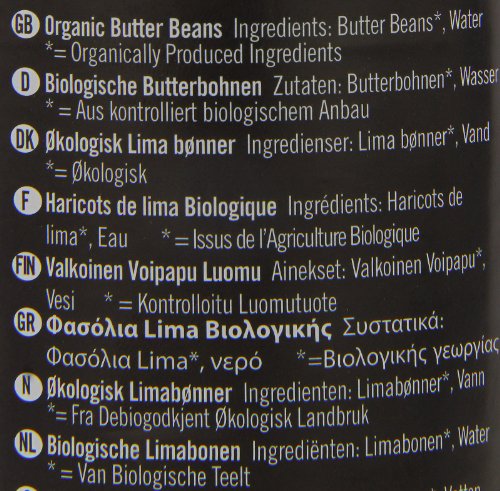 GB Organic Butter Beans Ingredients: Butter Beans*, Water
*= Organically Produced Ingredients
D Biologische Butterbohnen Zutaten: Butterbohnen*, Wasser
* = Aus kontrolliert biologischem Anbau
DK Økologisk Lima bønner Ingredienser: Lima bønner*, Vand
*= Økologisk
F Haricots de lima Biologique Ingrédients: Haricots de
lima*, Eau * = Issus de l'Agriculture Biologique
FIN Valkoinen Voipapu Luomu Ainekset: Valkoinen Voipapu*,
Vesi * = Kontrolloitu Luomutuote
GR Φασόλια Lima Βιολογικής Συστατικά:
Φασόλια Lima*, νερό *=Βιολογικής γεωργίας
N Økologisk Limabønner Ingredienten: Limabønner*, Vann
*= Fra Debiogodkjent Økologisk Landbruk
NL Biologische Limabonen Ingrediënten: Limabonen*, Water
* = Van Biologische Teelt